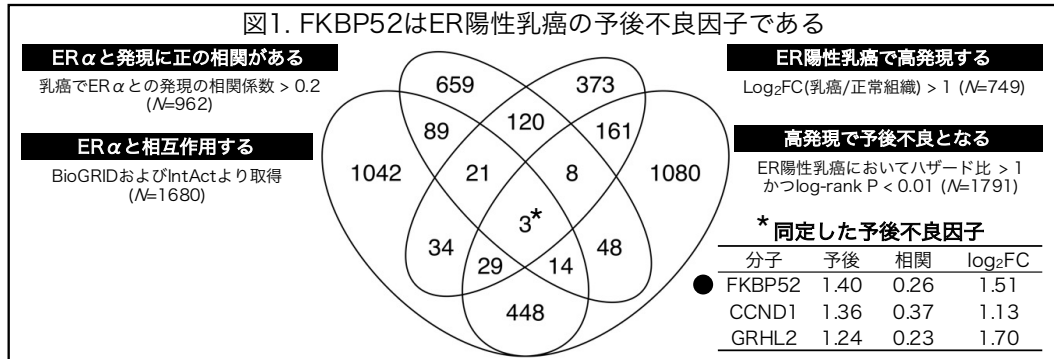 図1. FKBP52はER陽性乳癌の予後不良因子である
ERαと発現に正の相関がある
乳癌でERαとの発現の相関係数 > 0.2
(N=962)
ERαと相互作用する
BioGRIDおよびIntActより取得
(N=1680)
659
373
89
120
161
1042
21
8
1080
3*
34
29
14
48
448
ER陽性乳癌で高発現する
Log₂FC(乳癌/正常組織) > 1 (N=749)
高発現で予後不良となる
ER陽性乳癌においてハザード比 > 1
かつlog-rank P < 0.01 (N=1791)
*同定した予後不良因子
分子 予後 相関 log₂FC
FKBP52 1.40 0.26 1.51
CCND1 1.36 0.37 1.13
GRHL2 1.24 0.23 1.70